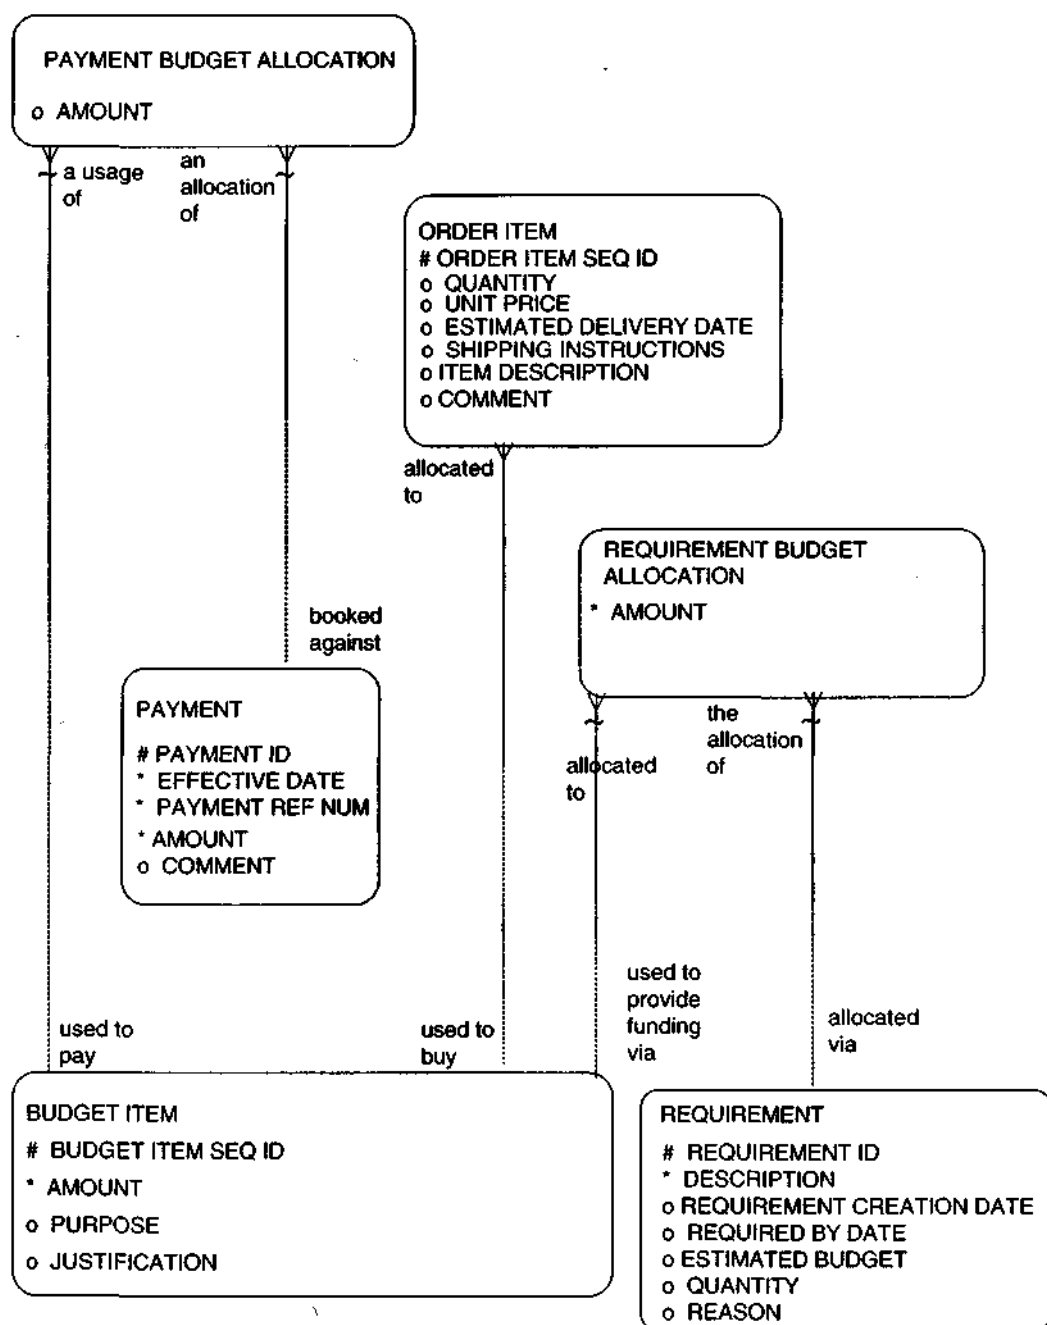 PAYMENT BUDGET ALLOCATION
o AMOUNT
a usage
of
an
allocation
of
ORDER ITEM
# ORDER ITEM SEQ ID
o QUANTITY
o UNIT PRICE
o ESTIMATED DELIVERY DATE
o SHIPPING INSTRUCTIONS
o ITEM DESCRIPTION
o COMMENT
allocated
to
REQUIREMENT BUDGET
ALLOCATION
* AMOUNT
booked
against
PAYMENT
# PAYMENT ID
* EFFECTIVE DATE
* PAYMENT REF NUM
* AMOUNT
o COMMENT
allocated
to
the
allocation
of
used to
pay
used to
buy
used to
provide
funding
via
allocated
via
BUDGET ITEM
# BUDGET ITEM SEQ ID
* AMOUNT
o PURPOSE
o JUSTIFICATION
REQUIREMENT
# REQUIREMENT ID
* DESCRIPTION
o REQUIREMENT CREATION DATE
o REQUIRED BY DATE
o ESTIMATED BUDGET
o QUANTITY
o REASON